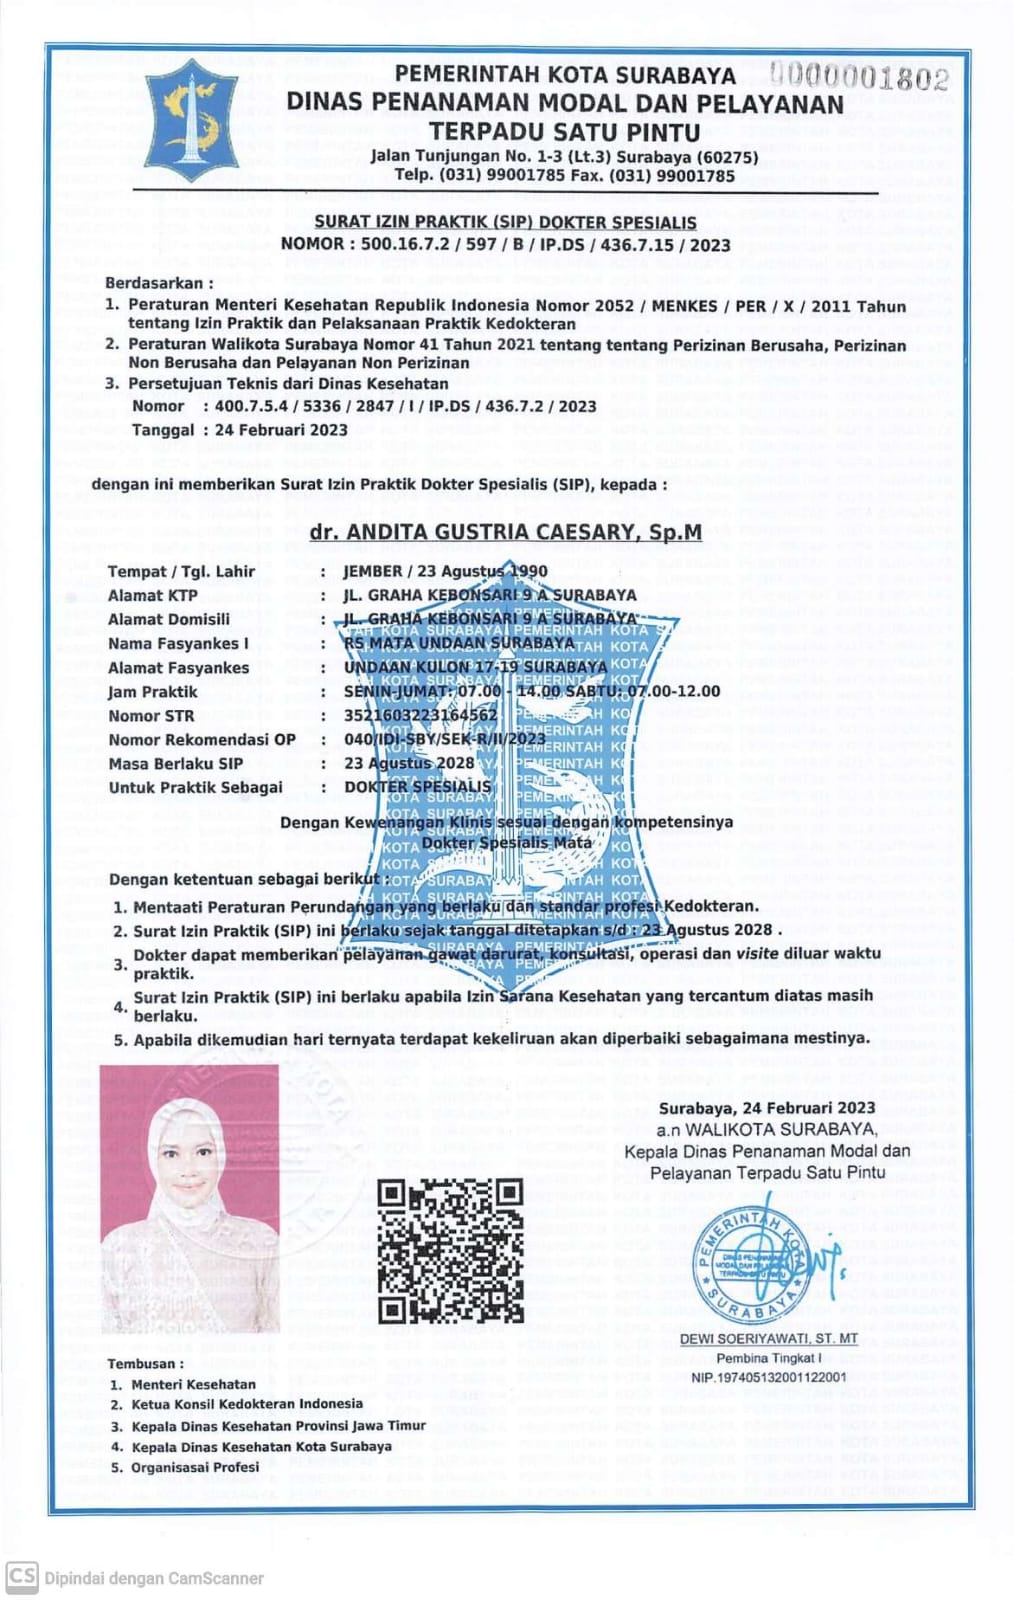 PEMERINTAH KOTA SURABAYA
0000001802
DINAS PENANAMAN MODAL DAN PELAYANAN
TERPADU SATU PINTU
Jalan Tunjungan No. 1-3 (Lt.3) Surabaya (60275)
Telp. (031) 99001785 Fax. (031) 99001785
SURAT IZIN PRAKTIK (SIP) DOKTER SPESIALIS
NOMOR : 500.16.7.2 / 597 / B / IP.DS / 436.7.15 / 2023
Berdasarkan :
1. Peraturan Menteri Kesehatan Republik Indonesia Nomor 2052 / MENKES / PER / X / 2011 Tahun
tentang Izin Praktik dan Pelaksanaan Praktik Kedokteran
2. Peraturan Walikota Surabaya Nomor 41 Tahun 2021 tentang tentang Perizinan Berusaha, Perizinan
Non Berusaha dan Pelayanan Non Perizinan
3. Persetujuan Teknis dari Dinas Kesehatan
Nomor : 400.7.5.4 / 5336 / 2847 / I / IP.DS / 436.7.2 / 2023
Tanggal : 24 Februari 2023
dengan ini memberikan Surat Izin Praktik Dokter Spesialis (SIP), kepada :
dr. ANDITA GUSTRIA CAESARY, Sp.M
Tempat / Tgl. Lahir JEMBER / 23 Agustus 1990
Alamat KTP : JL. GRAHA KEBONSARI 9 A SURABAYA
Alamat Domisili : JL. GRAHA KEBONSARI 9 A SURABAYA
Nama Fasyankes I : RS MATA UNDAAN SURABAYA
Alamat Fasyankes : UNDAAN KULON 17-19 SURABAYA
Jam Praktik : SENIN-JUMAT: 07.00 - 14.00 SABTU: 07.00-12.00
Nomor STR : 3521603223164562
Nomor Rekomendasi OP : 040/IDI-SBY/SEK-R/II/2023
Masa Berlaku SIP : 23 Agustus 2028
Untuk Praktik Sebagai : DOKTER SPESIALIS
Dengan Kewenangan Klinis sesuai dengan kompetensinya
Dokter Spesialis Mata
Dengan ketentuan sebagai berikut :
1. Mentaati Peraturan Perundangan yang berlaku dan standar profesi Kedokteran.
2. Surat Izin Praktik (SIP) ini berlaku sejak tanggal ditetapkan s/d : 23 Agustus 2028 .
3. Dokter dapat memberikan pelayanan gawat darurat, konsultasi, operasi dan visite diluar waktu
praktik.
4. Surat Izin Praktik (SIP) ini berlaku apabila Izin Sarana Kesehatan yang tercantum diatas masih
berlaku.
5. Apabila dikemudian hari ternyata terdapat kekeliruan akan diperbaiki sebagaimana mestinya.
Surabaya, 24 Februari 2023
a.n WALIKOTA SURABAYA,
Kepala Dinas Penanaman Modal dan
Pelayanan Terpadu Satu Pintu
PEMERINTAH KOTA
SURABAYA
DEWI SOERIYAWATI, ST. MT
Pembina Tingkat I
NIP.197405132001122001
Tembusan :
1. Menteri Kesehatan
2. Ketua Konsil Kedokteran Indonesia
3. Kepala Dinas Kesehatan Provinsi Jawa Timur
4. Kepala Dinas Kesehatan Kota Surabaya
5. Organisasai Profesi
CS Dipindai dengan CamScanner